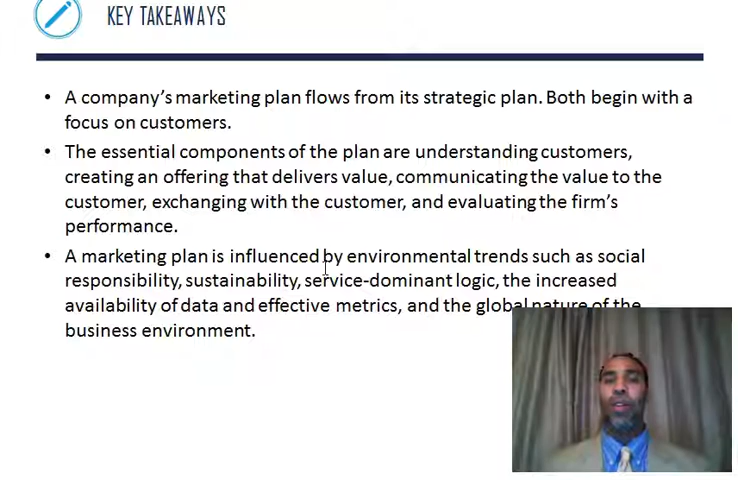 KEY TAKEAWAYS
• A company's marketing plan flows from its strategic plan. Both begin with a
focus on customers.
• The essential components of the plan are understanding customers,
creating an offering that delivers value, communicating the value to the
customer, exchanging with the customer, and evaluating the firm's
performance.
• A marketing plan is influenced by environmental trends such as social
responsibility, sustainability, service-dominant logic, the increased
availability of data and effective metrics, and the global nature of the
business environment.